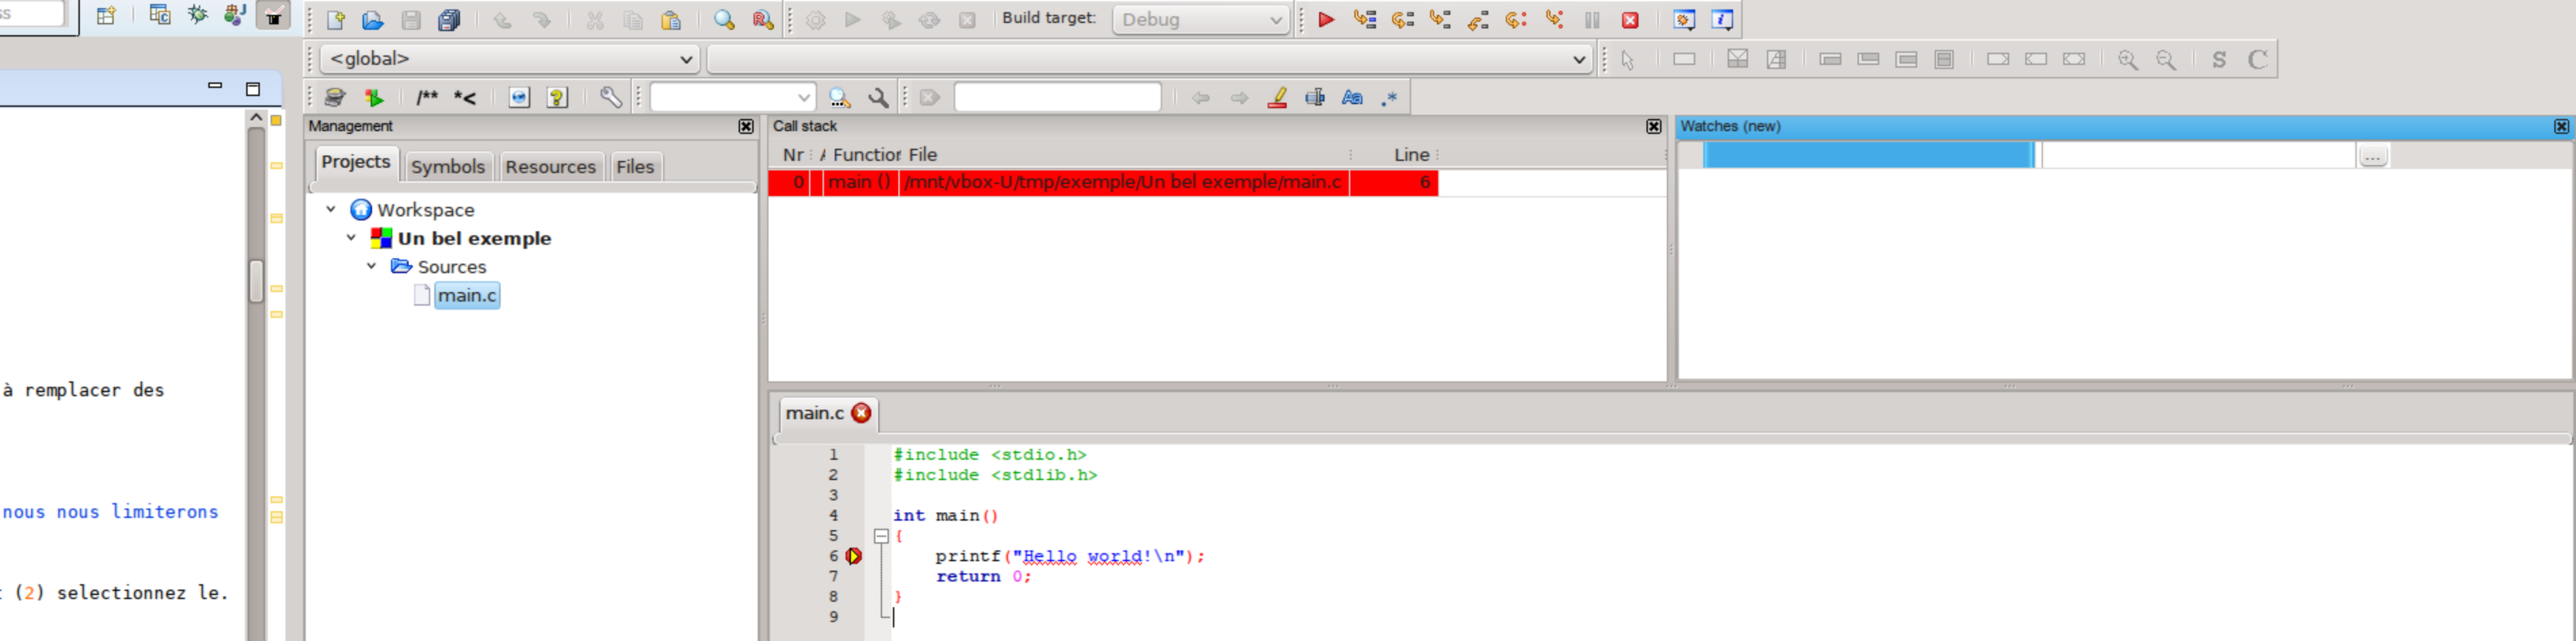 ss
Build target: Debug
<global>
/** *<
Aa .*
S C
Management
Projects Symbols Resources Files
Workspace
Un bel exemple
Sources
main.c
Call stack
Nr Function File Line
0 main () /mnt/vbox-U/tmp/exemple/Un bel exemple/main.c 6
Watches (new)
...
à remplacer des
nous nous limiterons
(2) selectionnez le.
main.c
1 #include <stdio.h>
2 #include <stdlib.h>
3
4 int main()
5 {
6 printf("Hello world!\n");
7 return 0;
8 }
9